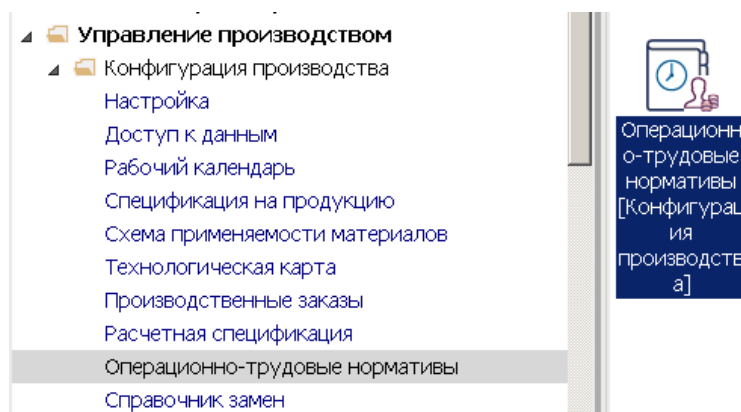 Управление производством
Конфигурация производства
Настройка
Доступ к данным
Рабочий календарь
Спецификация на продукцию
Схема применяемости материалов
Технологическая карта
Производственные заказы
Расчетная спецификация
Операционно-трудовые нормативы
Справочник замен
Операционн
о-трудовые
нормативы
[Конфигурац
ия
производств
а]